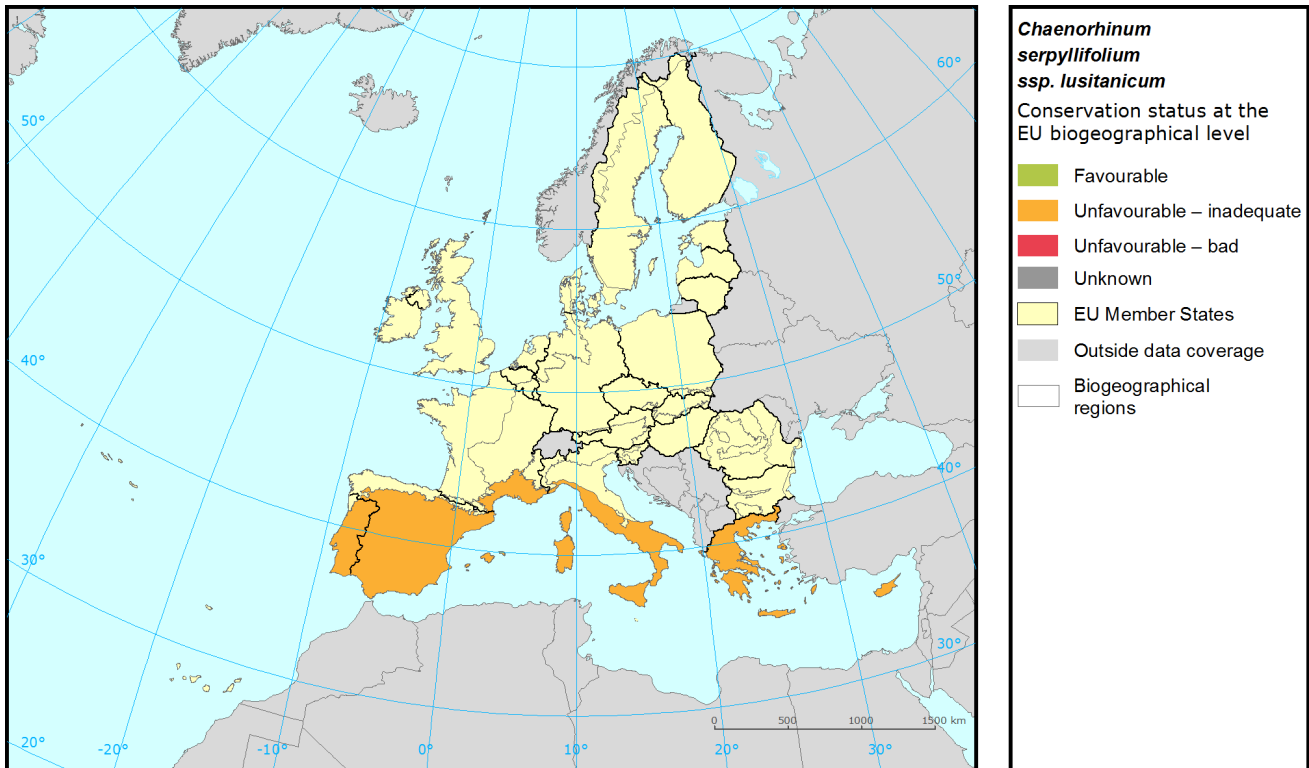 Chaenorhinum
serpyllifolium
ssp. lusitanicum
Conservation status at the
EU biogeographical level
Favourable
Unfavourable – inadequate
Unfavourable – bad
Unknown
EU Member States
Outside data coverage
Biogeographical
regions
60°
50°
50°
40°
40°
30°
30°
0
500
1000
1500 km
20°
-20°
-10°
0°
10°
20°
30°